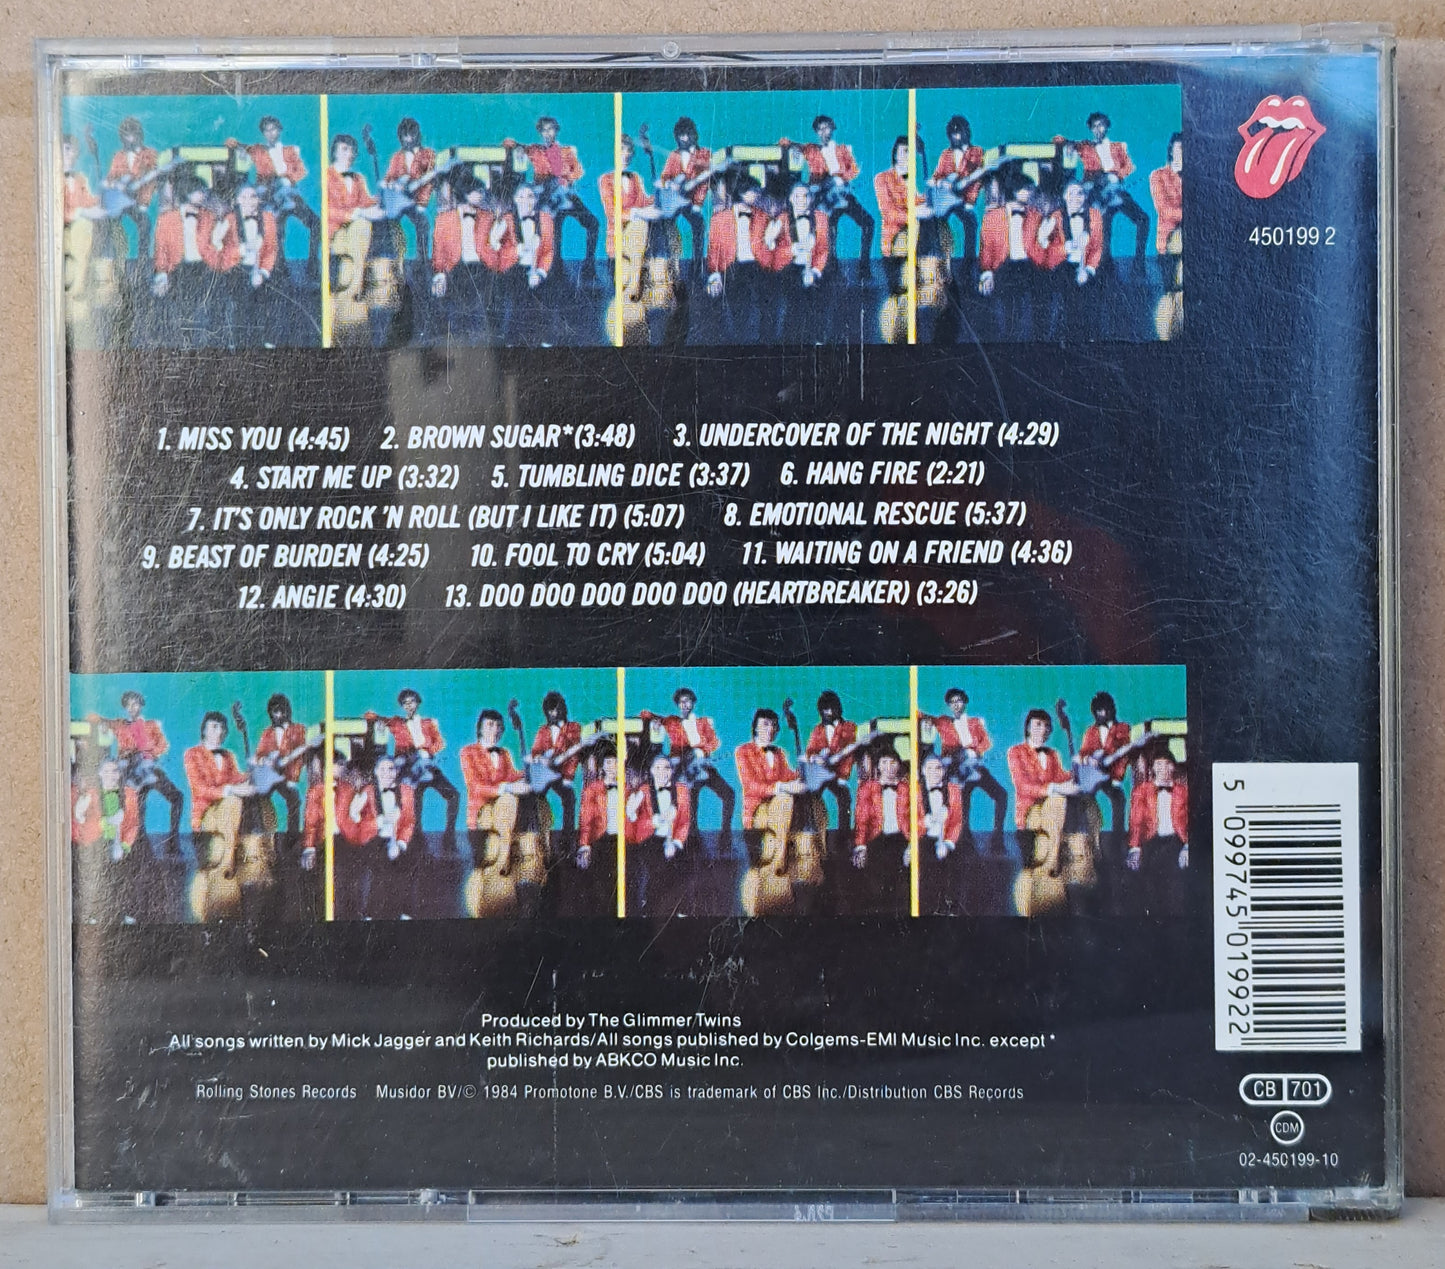 450199 2
1. MISS YOU (4:45) 2. BROWN SUGAR*(3:48) 3. UNDERCOVER OF THE NIGHT (4:29)
4. START ME UP (3:32) 5. TUMBLING DICE (3:37) 6. HANG FIRE (2:21)
7. IT'S ONLY ROCK 'N ROLL (BUT I LIKE IT) (5:07) 8. EMOTIONAL RESCUE (5:37)
9. BEAST OF BURDEN (4:25) 10. FOOL TO CRY (5:04) 11. WAITING ON A FRIEND (4:36)
12. ANGIE (4:30) 13. DOO DOO DOO DOO DOO (HEARTBREAKER) (3:26)
5 099745 019922
Produced by The Glimmer Twins
All songs written by Mick Jagger and Keith Richards/All songs published by Colgems-EMI Music Inc. except *
published by ABKCO Music Inc.
Rolling Stones Records Musidor BV/© 1984 Promotone B.V./CBS is trademark of CBS Inc./Distribution CBS Records
CB 701
CDM
02-450199-10